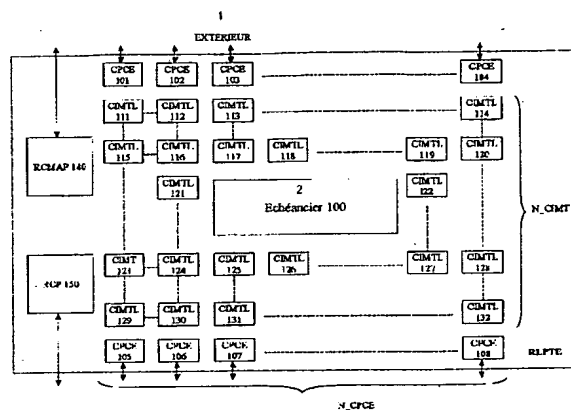 1
EXTERIEUR
CPCE 101 CPCE 102 CPCE 103 CPCE 104
CIMTL 111 CIMTL 112 CIMTL 113 CIMTL 114
RCMAP 140 CIMTL 115 CIMTL 116 CIMTL 117 CIMTL 118 CIMTL 119 CIMTL 120
CIMTL 121 2 Echéancier 100 CIMTL 122 N_CIMT
RCP 150 CIMT 123 CIMTL 124 CIMTL 125 CIMTL 126 CIMTL 127 CIMTL 128
CIMTL 129 CIMTL 130 CIMTL 131 CIMTL 132
CPCE 105 CPCE 106 CPCE 107 CPCE 108
N_CPCE